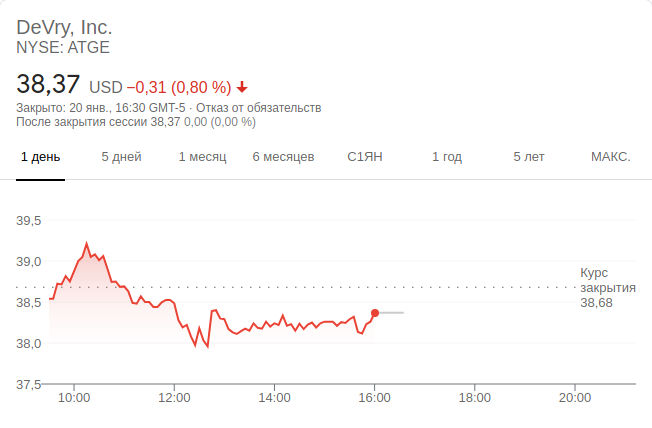 DeVry, Inc.
NYSE: ATGE
38,37 USD −0,31 (0,80 %)
Закрыто: 20 янв., 16:30 GMT-5 · Отказ от обязательств
После закрытия сессии 38,37 0,00 (0,00 %)
1 день 5 дней 1 месяц 6 месяцев С1ЯН 1 год 5 лет МАКС.
39,5
39,0
Курс
закрытия
38,68
38,5
38,0
37,5
10:00 12:00 14:00 16:00 18:00 20:00